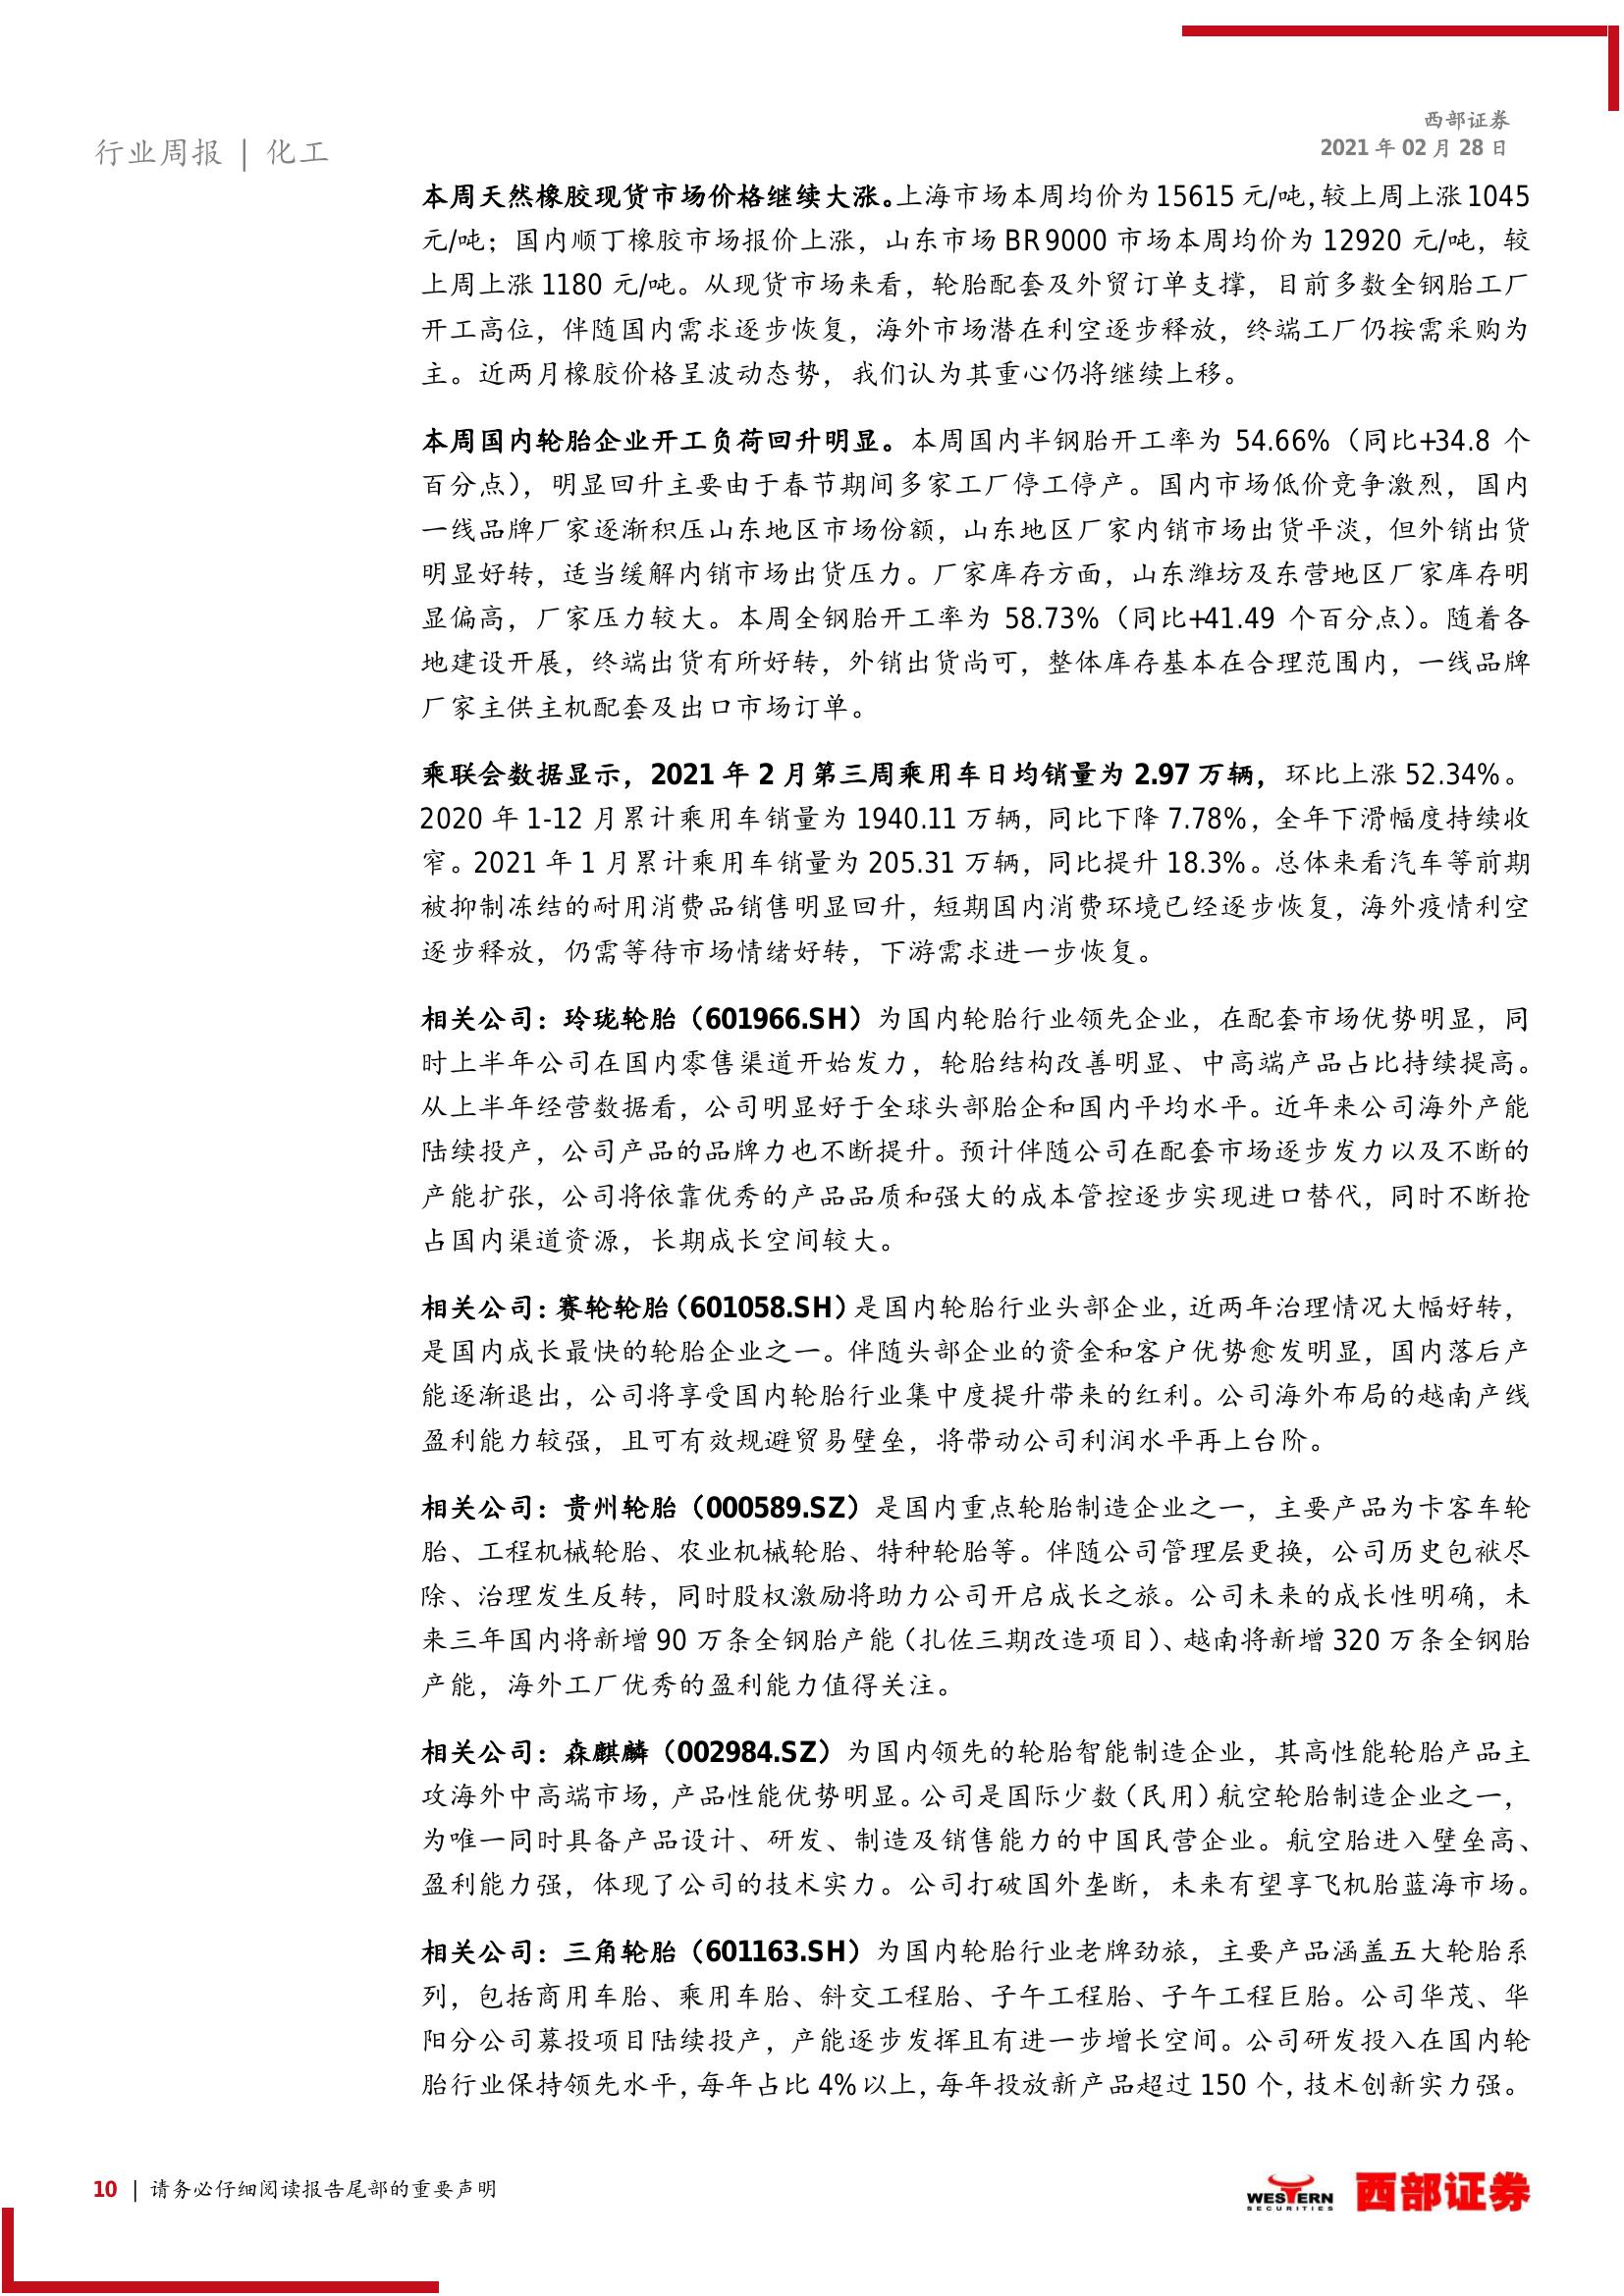 西部证券
2021 年 02 月 28 日
行业周报 | 化工
本周天然橡胶现货市场价格继续大涨。上海市场本周均价为 15615 元/吨，较上周上涨 1045
元/吨；国内顺丁橡胶市场报价上涨，山东市场 BR9000 市场本周均价为 12920 元/吨，较
上周上涨 1180 元/吨。从现货市场来看，轮胎配套及外贸订单支撑，目前多数全钢胎工厂
开工高位，伴随国内需求逐步恢复，海外市场潜在利空逐步释放，终端工厂仍按需采购为
主。近两月橡胶价格呈波动态势，我们认为其重心仍将继续上移。
本周国内轮胎企业开工负荷回升明显。本周国内半钢胎开工率为 54.66%（同比+34.8 个
百分点），明显回升主要由于春节期间多家工厂停工停产。国内市场低价竞争激烈，国内
一线品牌厂家逐渐积压山东地区市场份额，山东地区厂家内销市场出货平淡，但外销出货
明显好转，适当缓解内销市场出货压力。厂家库存方面，山东潍坊及东营地区厂家库存明
显偏高，厂家压力较大。本周全钢胎开工率为 58.73%（同比+41.49 个百分点）。随着各
地建设开展，终端出货有所好转，外销出货尚可，整体库存基本在合理范围内，一线品牌
厂家主供主机配套及出口市场订单。
乘联会数据显示，2021 年 2 月第三周乘用车日均销量为 2.97 万辆，环比上涨 52.34%。
2020 年 1-12 月累计乘用车销量为 1940.11 万辆，同比下降 7.78%，全年下滑幅度持续收
窄。2021 年 1 月累计乘用车销量为 205.31 万辆，同比提升 18.3%。总体来看汽车等前期
被抑制冻结的耐用消费品销售明显回升，短期国内消费环境已经逐步恢复，海外疫情利空
逐步释放，仍需等待市场情绪好转，下游需求进一步恢复。
相关公司：玲珑轮胎（601966.SH）为国内轮胎行业领先企业，在配套市场优势明显，同
时上半年公司在国内零售渠道开始发力，轮胎结构改善明显、中高端产品占比持续提高。
从上半年经营数据看，公司明显好于全球头部胎企和国内平均水平。近年来公司海外产能
陆续投产，公司产品的品牌力也不断提升。预计伴随公司在配套市场逐步发力以及不断的
产能扩张，公司将依靠优秀的产品品质和强大的成本管控逐步实现进口替代，同时不断抢
占国内渠道资源，长期成长空间较大。
相关公司：赛轮轮胎（601058.SH）是国内轮胎行业头部企业，近两年治理情况大幅好转，
是国内成长最快的轮胎企业之一。伴随头部企业的资金和客户优势愈发明显，国内落后产
能逐渐退出，公司将享受国内轮胎行业集中度提升带来的红利。公司海外布局的越南产线
盈利能力较强，且可有效规避贸易壁垒，将带动公司利润水平再上台阶。
相关公司：贵州轮胎（000589.SZ）是国内重点轮胎制造企业之一，主要产品为卡客车轮
胎、工程机械轮胎、农业机械轮胎、特种轮胎等。伴随公司管理层更换，公司历史包袱尽
除、治理发生反转，同时股权激励将助力公司开启成长之旅。公司未来的成长性明确，未
来三年国内将新增 90 万条全钢胎产能（扎佐三期改造项目）、越南将新增 320 万条全钢胎
产能，海外工厂优秀的盈利能力值得关注。
相关公司：森麒麟（002984.SZ）为国内领先的轮胎智能制造企业，其高性能轮胎产品主
攻海外中高端市场，产品性能优势明显。公司是国际少数（民用）航空轮胎制造企业之一，
为唯一同时具备产品设计、研发、制造及销售能力的中国民营企业。航空胎进入壁垒高、
盈利能力强，体现了公司的技术实力。公司打破国外垄断，未来有望享飞机胎蓝海市场。
相关公司：三角轮胎（601163.SH）为国内轮胎行业老牌劲旅，主要产品涵盖五大轮胎系
列，包括商用车胎、乘用车胎、斜交工程胎、子午工程胎、子午工程巨胎。公司华茂、华
阳分公司募投项目陆续投产，产能逐步发挥且有进一步增长空间。公司研发投入在国内轮
胎行业保持领先水平，每年占比 4%以上，每年投放新产品超过 150 个，技术创新实力强。
10 | 请务必仔细阅读报告尾部的重要声明
WESTERN
SECURITIES
西部证券